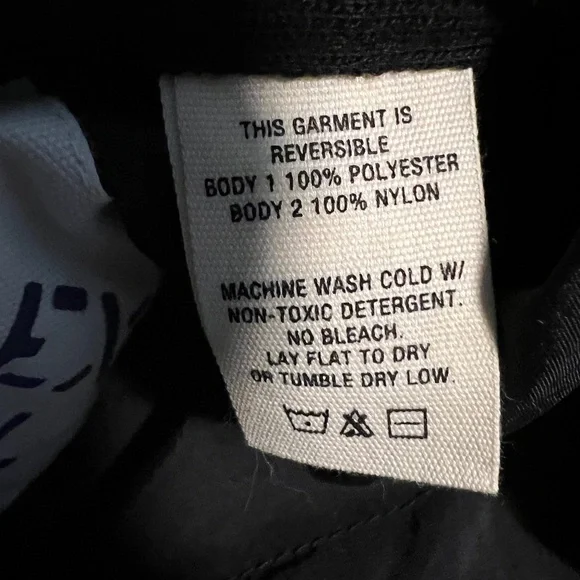 THIS GARMENT IS
REVERSIBLE
BODY 1 100% POLYESTER
BODY 2 100% NYLON
MACHINE WASH COLD W/
NON-TOXIC DETERGENT.
NO BLEACH.
LAY FLAT TO DRY
OR TUMBLE DRY LOW.